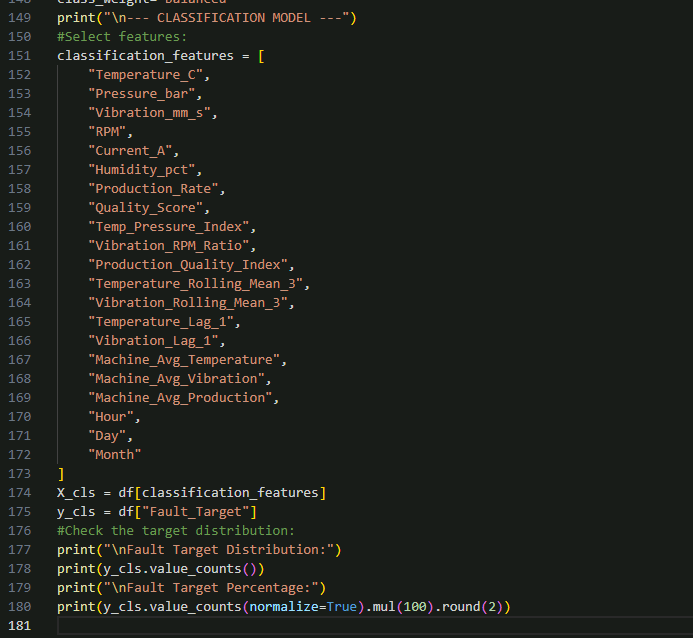 148 class_weight="balanced"
149 print("\n--- CLASSIFICATION MODEL ---")
150 #Select features:
151 classification_features = [
152 "Temperature_C",
153 "Pressure_bar",
154 "Vibration_mm_s",
155 "RPM",
156 "Current_A",
157 "Humidity_pct",
158 "Production_Rate",
159 "Quality_Score",
160 "Temp_Pressure_Index",
161 "Vibration_RPM_Ratio",
162 "Production_Quality_Index",
163 "Temperature_Rolling_Mean_3",
164 "Vibration_Rolling_Mean_3",
165 "Temperature_Lag_1",
166 "Vibration_Lag_1",
167 "Machine_Avg_Temperature",
168 "Machine_Avg_Vibration",
169 "Machine_Avg_Production",
170 "Hour",
171 "Day",
172 "Month"
173 ]
174 X_cls = df[classification_features]
175 y_cls = df["Fault_Target"]
176 #Check the target distribution:
177 print("\nFault Target Distribution:")
178 print(y_cls.value_counts())
179 print("\nFault Target Percentage:")
180 print(y_cls.value_counts(normalize=True).mul(100).round(2))
181